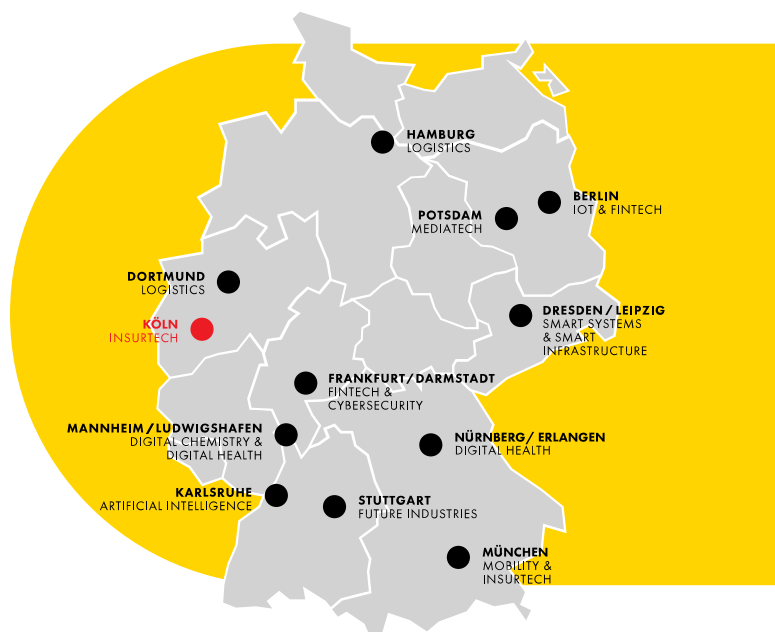 HAMBURG
LOGISTICS
BERLIN
IOT & FINTECH
POTSDAM
MEDIATECH
DORTMUND
LOGISTICS
KÖLN
INSURTECH
DRESDEN / LEIPZIG
SMART SYSTEMS
& SMART
INFRASTRUCTURE
FRANKFURT/DARMSTADT
FINTECH &
CYBERSECURITY
MANNHEIM/LUDWIGSHAFEN
DIGITAL CHEMISTRY &
DIGITAL HEALTH
NÜRNBERG/ ERLANGEN
DIGITAL HEALTH
KARLSRUHE
ARTIFICIAL INTELLIGENCE
STUTTGART
FUTURE INDUSTRIES
MÜNCHEN
MOBILITY &
INSURTECH